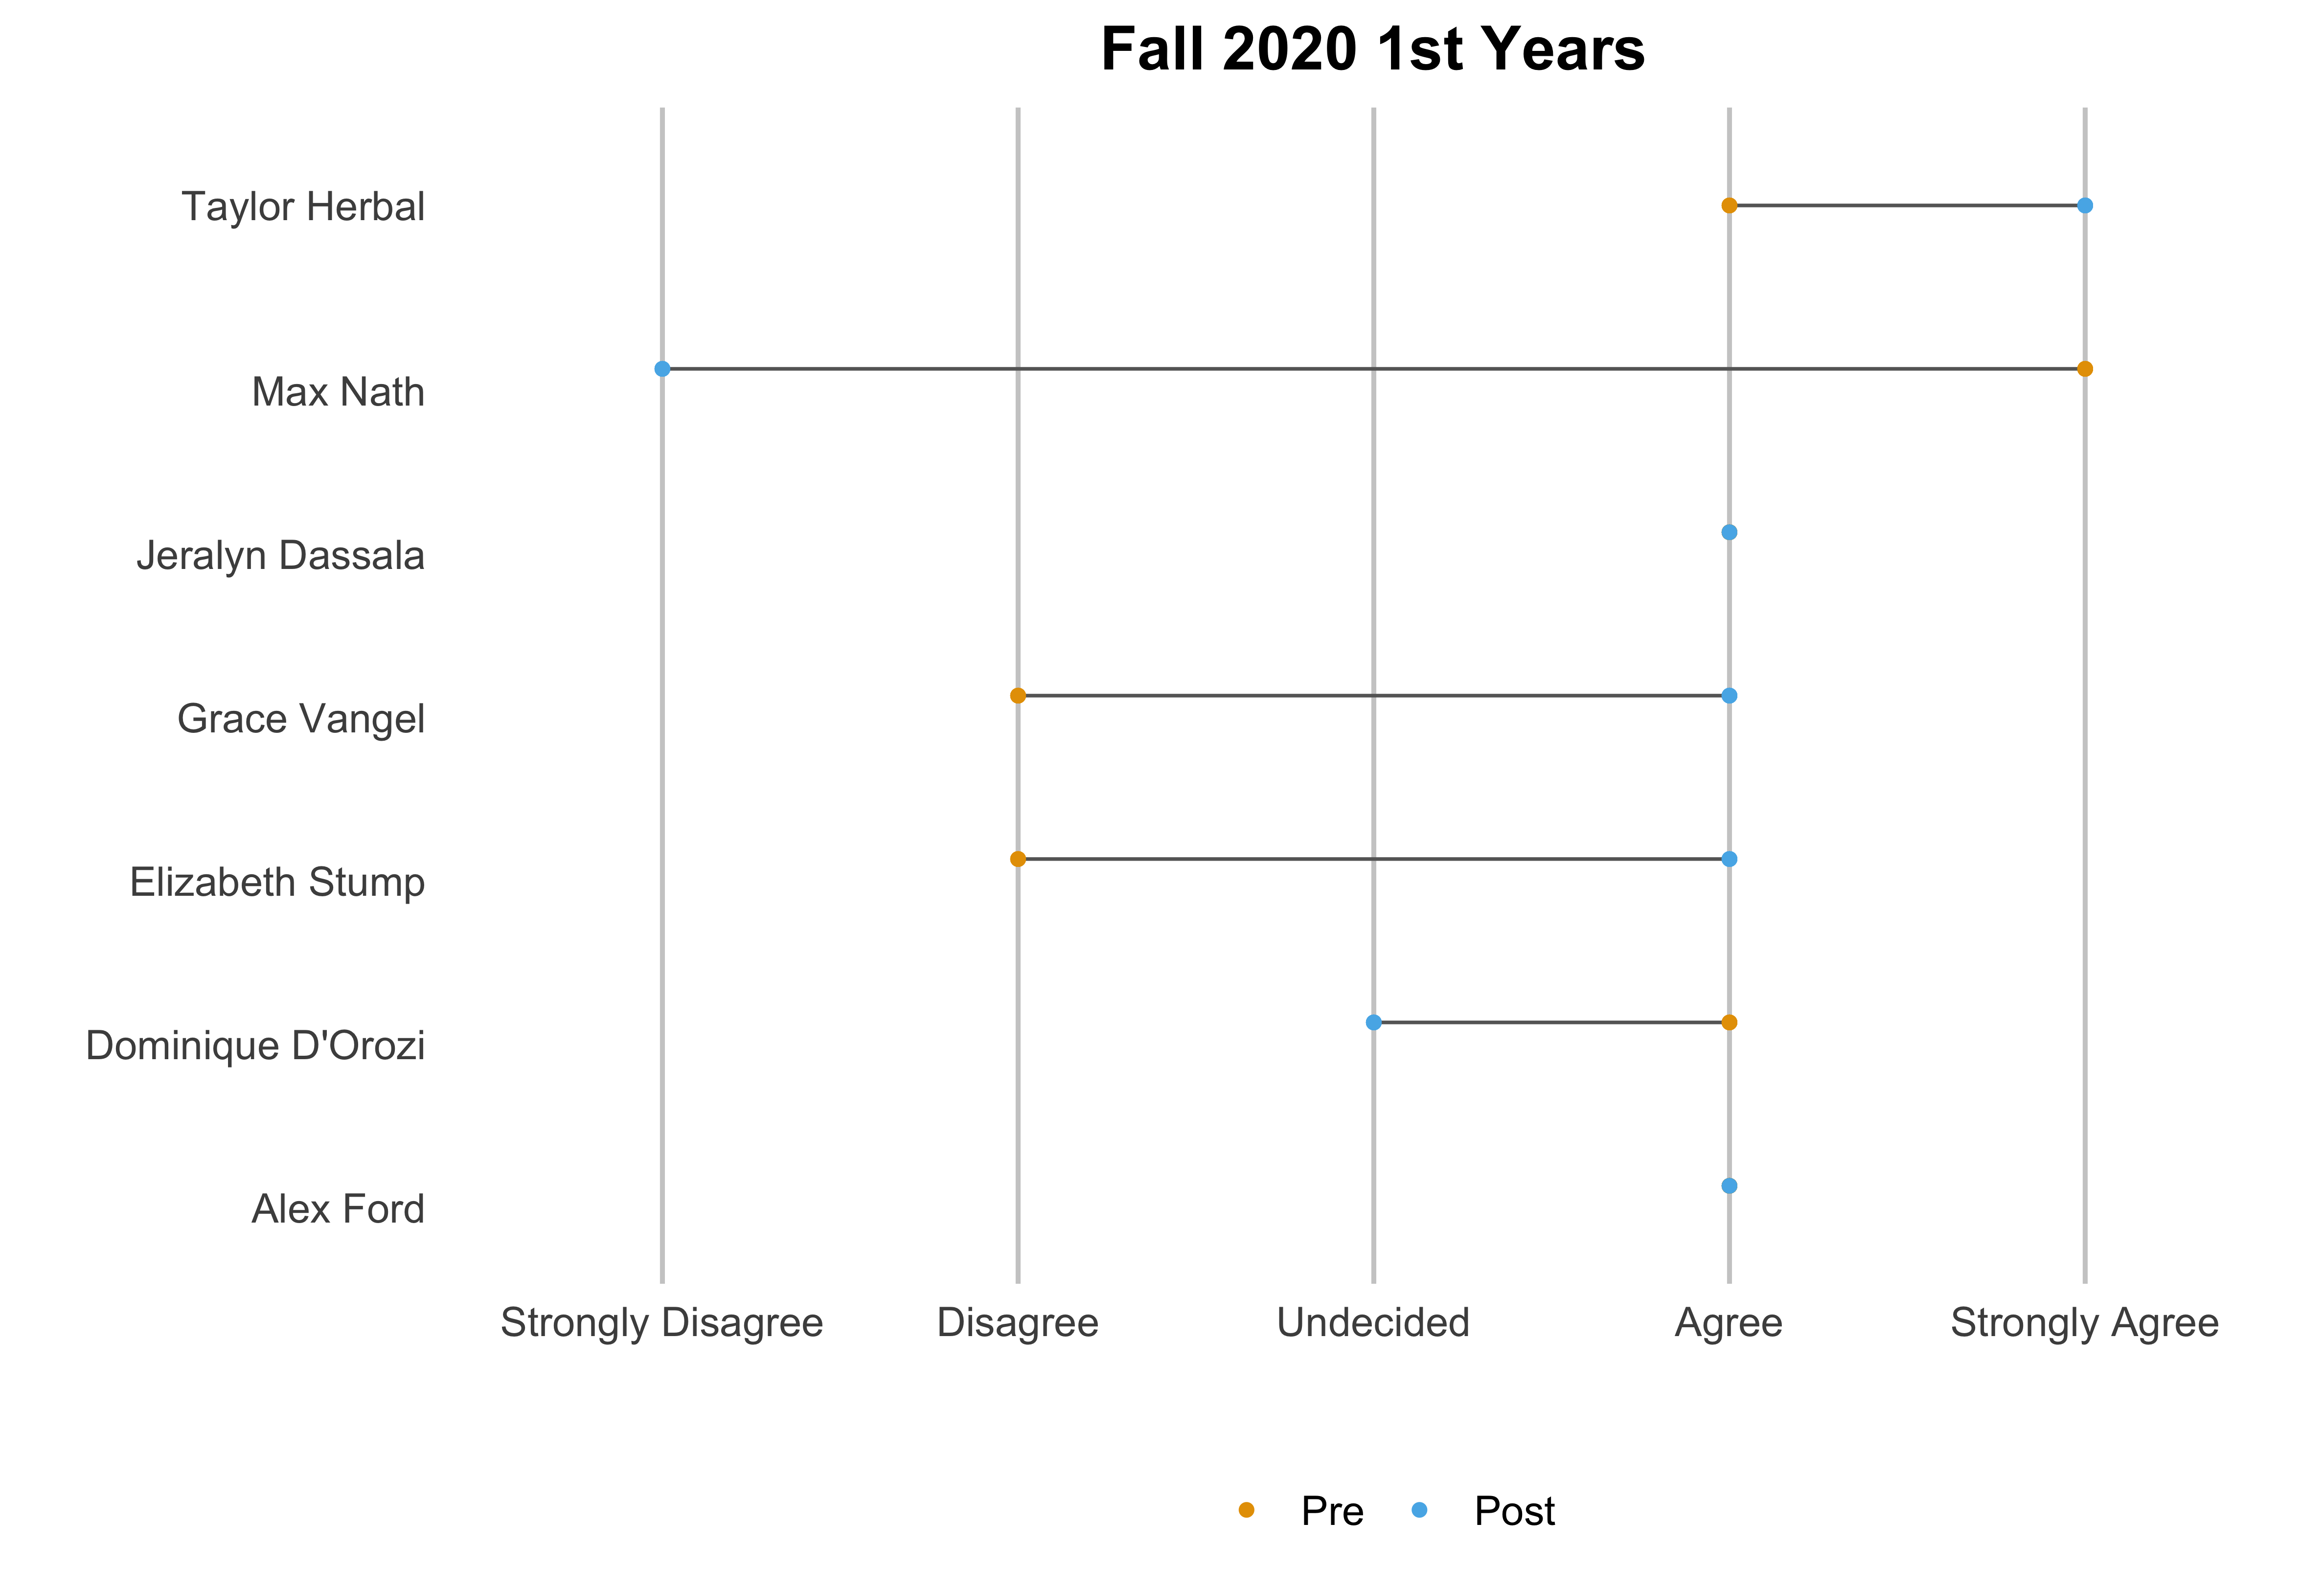 Fall 2020 1st Years
Taylor Herbal
Max Nath
Jeralyn Dassala
Grace Vangel
Elizabeth Stump
Dominique D'Orozi
Alex Ford
Strongly Disagree Disagree Undecided Agree Strongly Agree
Pre Post